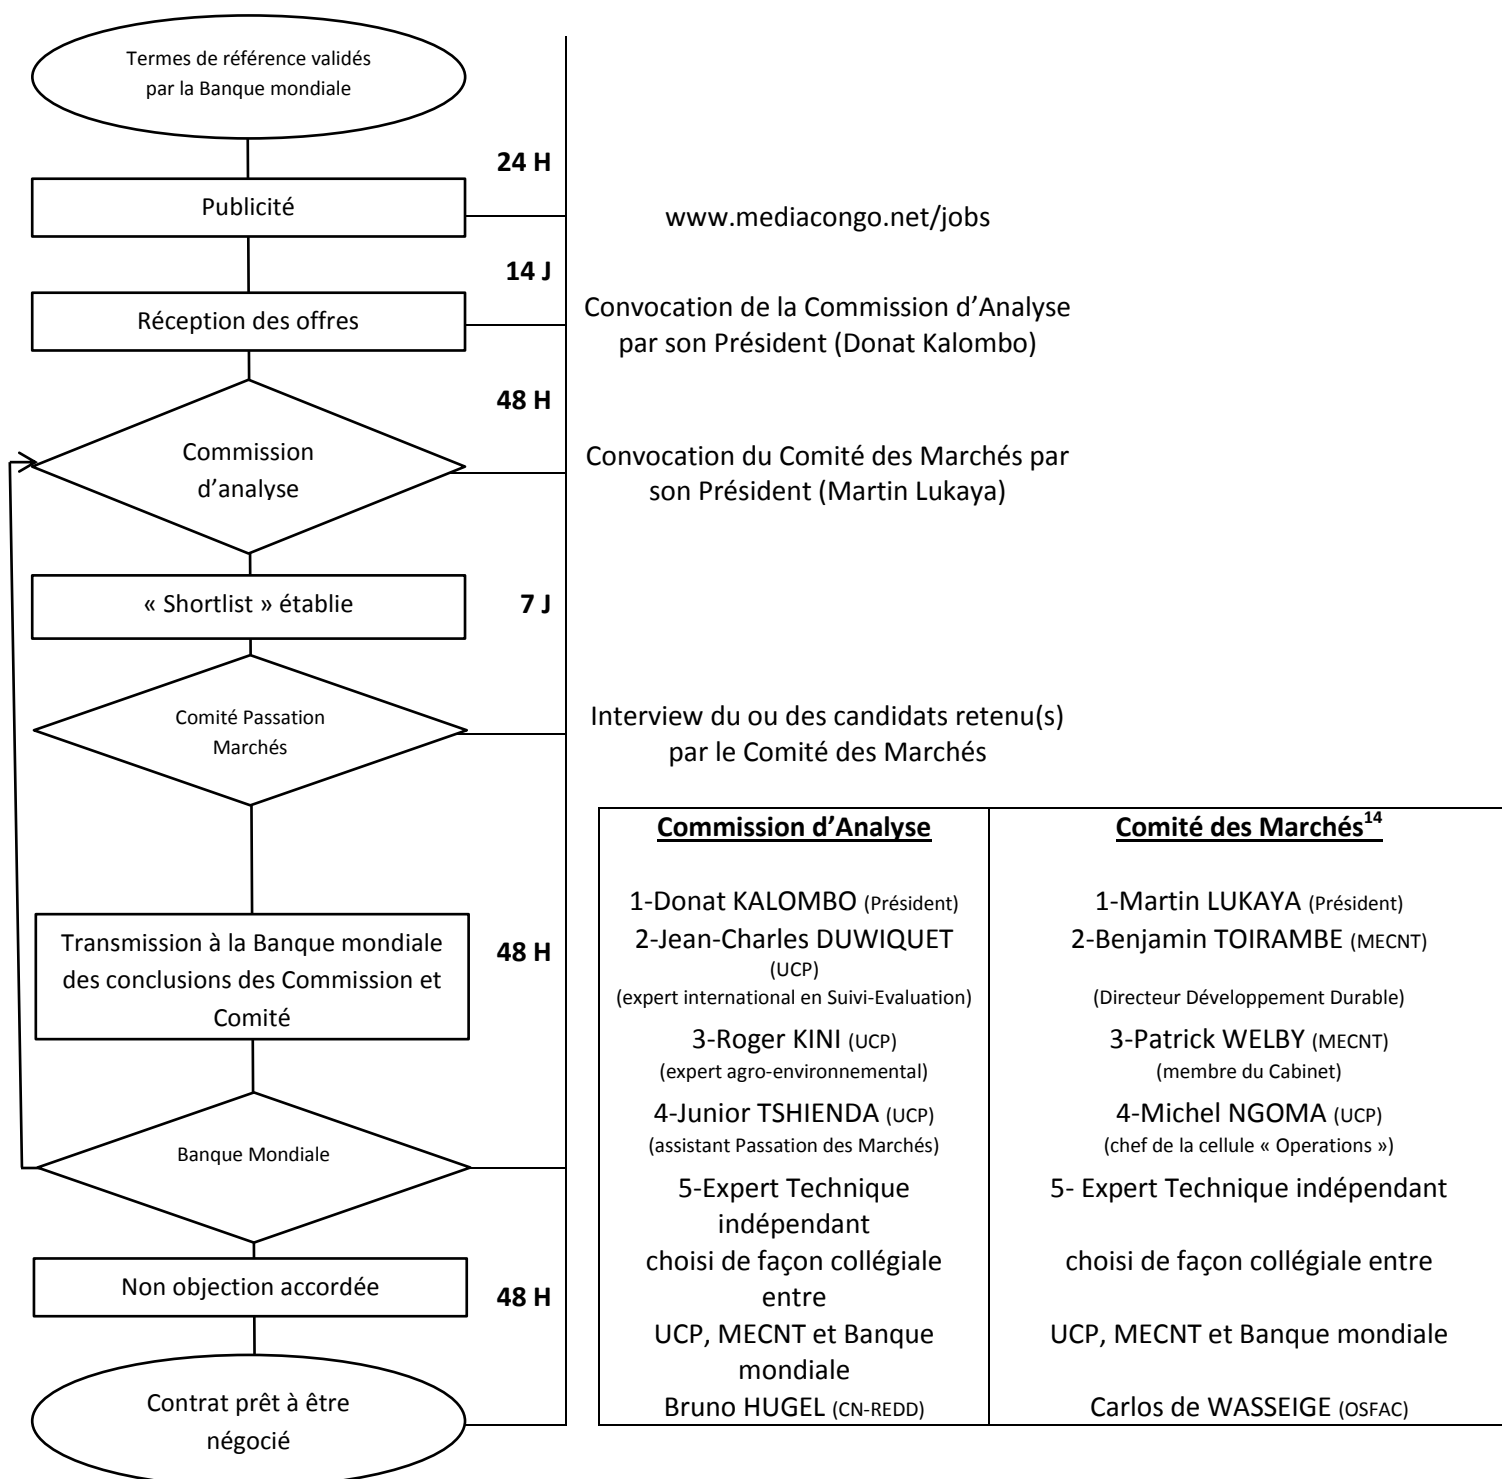 Termes de référence validés
par la Banque mondiale
24 H
Publicité
www.mediacongo.net/jobs
14 J
Réception des offres
Convocation de la Commission d’Analyse
par son Président (Donat Kalombo)
48 H
Commission
d’analyse
Convocation du Comité des Marchés par
son Président (Martin Lukaya)
« Shortlist » établie
7 J
Comité Passation
Marchés
Interview du ou des candidats retenu(s)
par le Comité des Marchés
Transmission à la Banque mondiale
des conclusions des Commission et
Comité
48 H
Banque Mondiale
Non objection accordée
48 H
Contrat prêt à être
négocié
Commission d’Analyse
1-Donat KALOMBO (Président)
2-Jean-Charles DUWIQUET
(UCP)
(expert international en Suivi-Evaluation)
3-Roger KINI (UCP)
(expert agro-environnemental)
4-Junior TSHIENDA (UCP)
(assistant Passation des Marchés)
5-Expert Technique
indépendant
choisi de façon collégiale
entre
UCP, MECNT et Banque
mondiale
Bruno HUGEL (CN-REDD)
Comité des Marchés14
1-Martin LUKAYA (Président)
2-Benjamin TOIRAMBE (MECNT)
(Directeur Développement Durable)
3-Patrick WELBY (MECNT)
(membre du Cabinet)
4-Michel NGOMA (UCP)
(chef de la cellule « Operations »)
5- Expert Technique indépendant
choisi de façon collégiale entre
UCP, MECNT et Banque mondiale
Carlos de WASSEIGE (OSFAC)